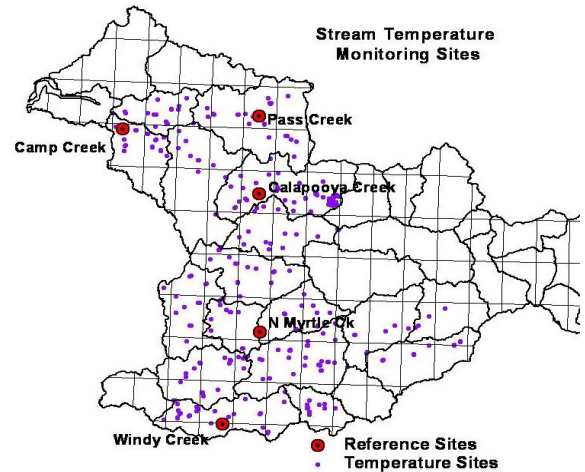 Stream Temperature
Monitoring Sites
Pass Creek
Camp Creek
Calapooya Creek
N Myrtle Ck
Windy Creek
Reference Sites
Temperature Sites